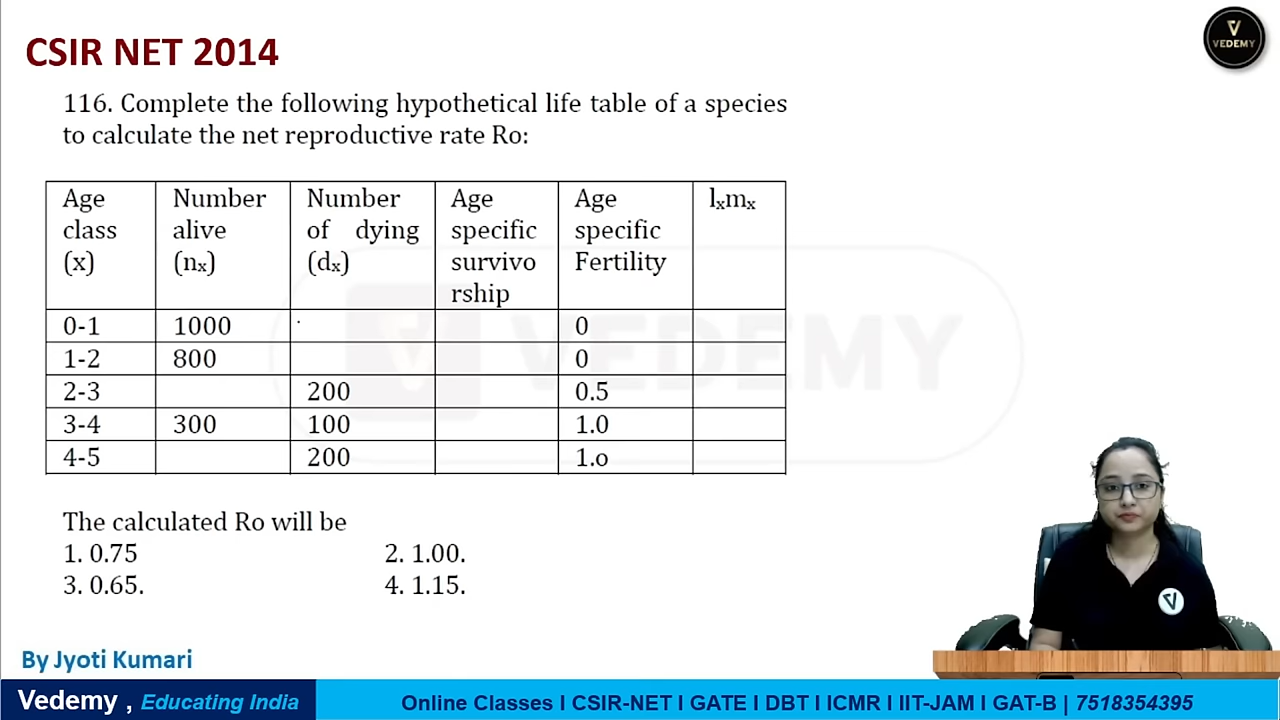 CSIR NET 2014
VEDEMY
116. Complete the following hypothetical life table of a species
to calculate the net reproductive rate Ro:
Age class (x) Number alive (nₓ) Number of dying (dₓ) Age specific survivo rship Age specific Fertility lₓmₓ
0-1 1000 0
1-2 800 0
2-3 200 0.5
3-4 300 100 1.0
4-5 200 1.o
VEDEMY
The calculated Ro will be
1. 0.75 2. 1.00.
3. 0.65. 4. 1.15.
By Jyoti Kumari
Vedemy , Educating India
Online Classes I CSIR-NET I GATE I DBT I ICMR I IIT-JAM I GAT-B | 7518354395